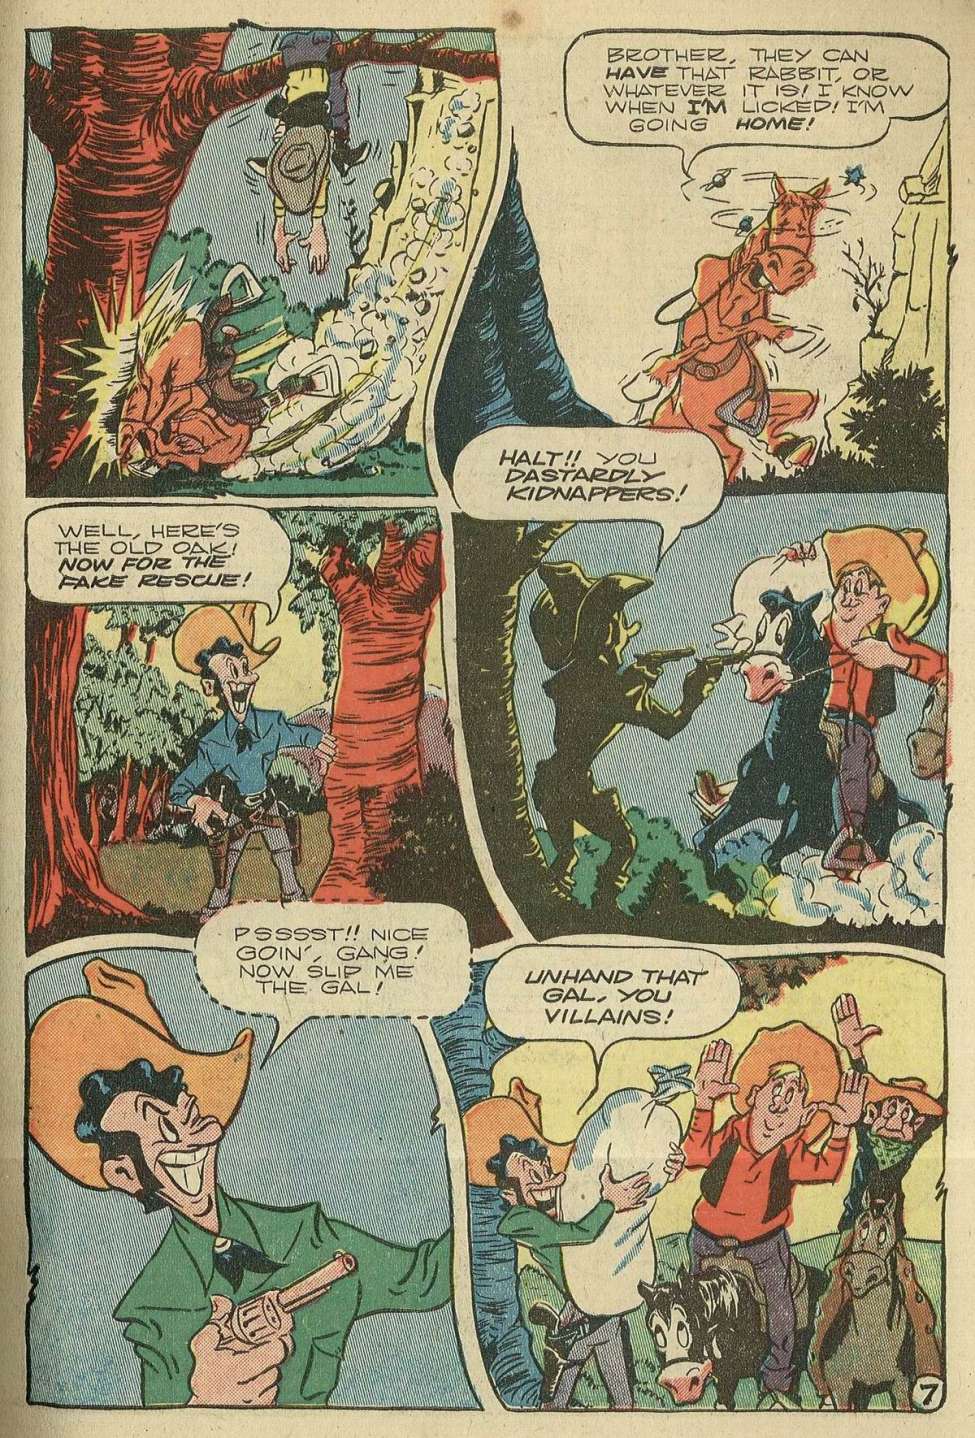 BROTHER, THEY CAN
HAVE THAT RABBIT, OR
WHATEVER IT IS! I KNOW
WHEN I'M LICKED! I'M
GOING HOME!
WELL, HERE'S
THE OLD OAK!
NOW FOR THE
FAKE RESCUE!
HALT!! YOU
DASTARDLY
KIDNAPPERS!
PSSSST!! NICE
GOIN', GANG!
NOW SLIP ME
THE GAL!
UNHAND THAT
GAL, YOU
VILLAINS!
7